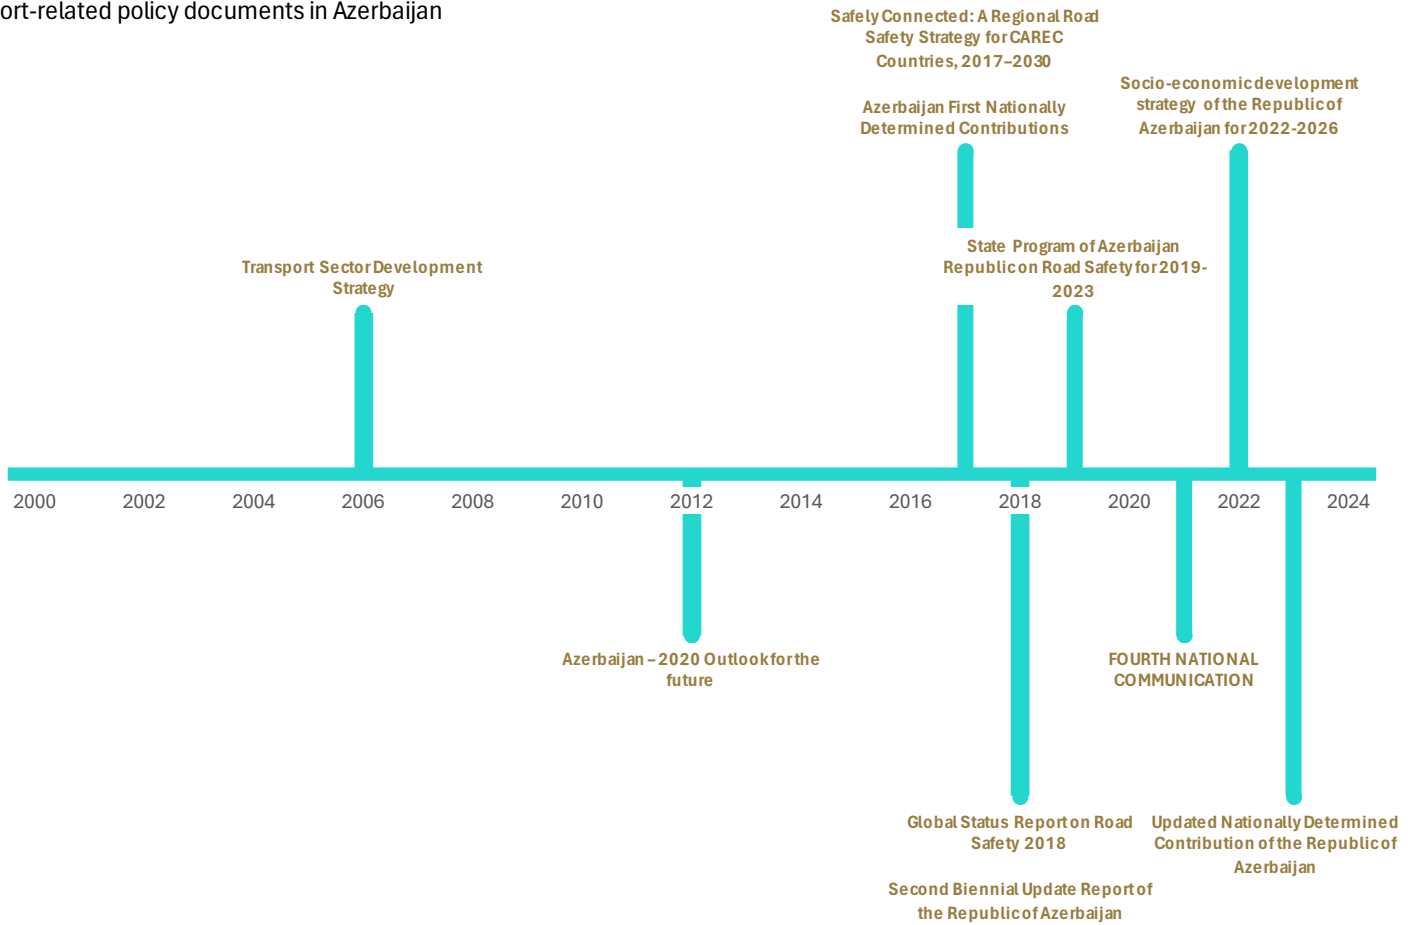 ort-related policy documents in Azerbaijan
Safely Connected: A Regional Road
Safety Strategy for CAREC
Countries, 2017–2030
Azerbaijan First Nationally
Determined Contributions
Socio-economic development
strategy of the Republic of
Azerbaijan for 2022-2026
State Program of Azerbaijan
Republic on Road Safety for 2019-
2023
Transport Sector Development
Strategy
2000 2002 2004 2006 2008 2010 2012 2014 2016 2018 2020 2022 2024
Azerbaijan – 2020 Outlook for the
future
FOURTH NATIONAL
COMMUNICATION
Global Status Report on Road
Safety 2018
Second Biennial Update Report of
the Republic of Azerbaijan
Updated Nationally Determined
Contribution of the Republic of
Azerbaijan